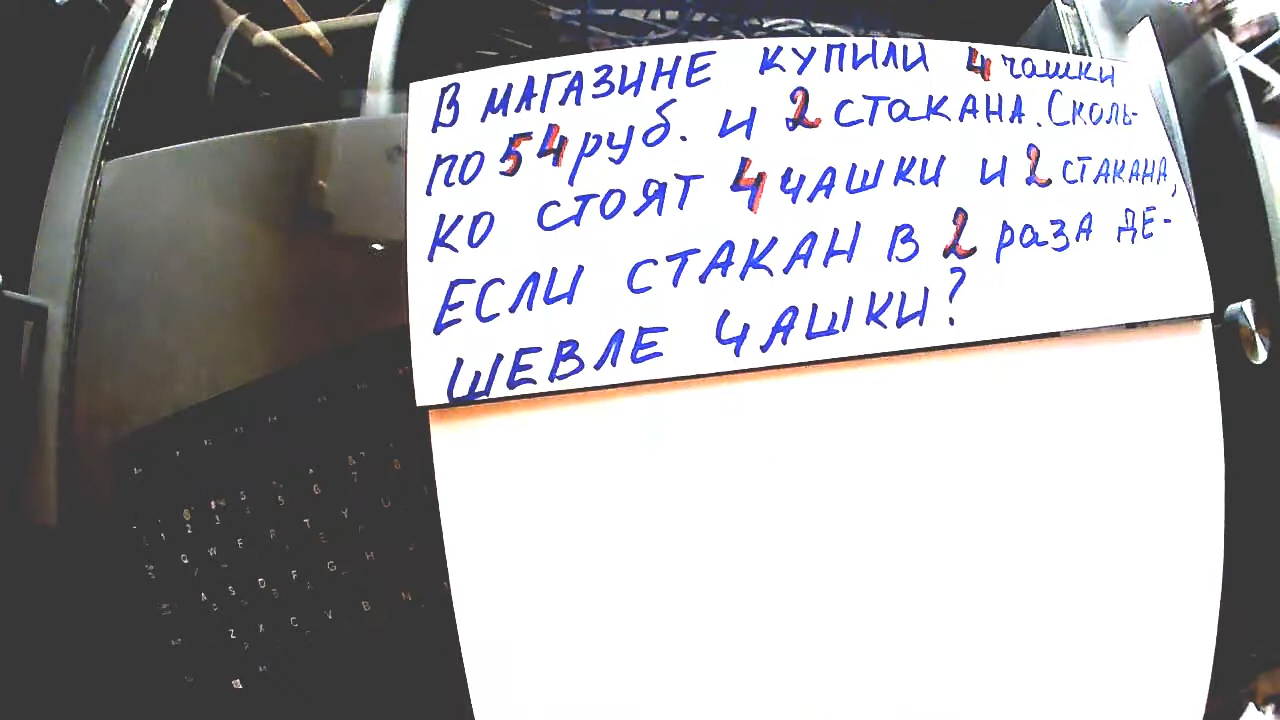 В МАГАЗИНЕ КУПИЛИ 4 чашки
по 54 руб. и 2 СТАКАНА. Сколь-
ко СТОЯТ 4 ЧАШКИ И 2 СТАКАНА,
ЕСЛИ СТАКАН В 2 раза ДЕ-
ШЕВЛЕ ЧАШКИ?